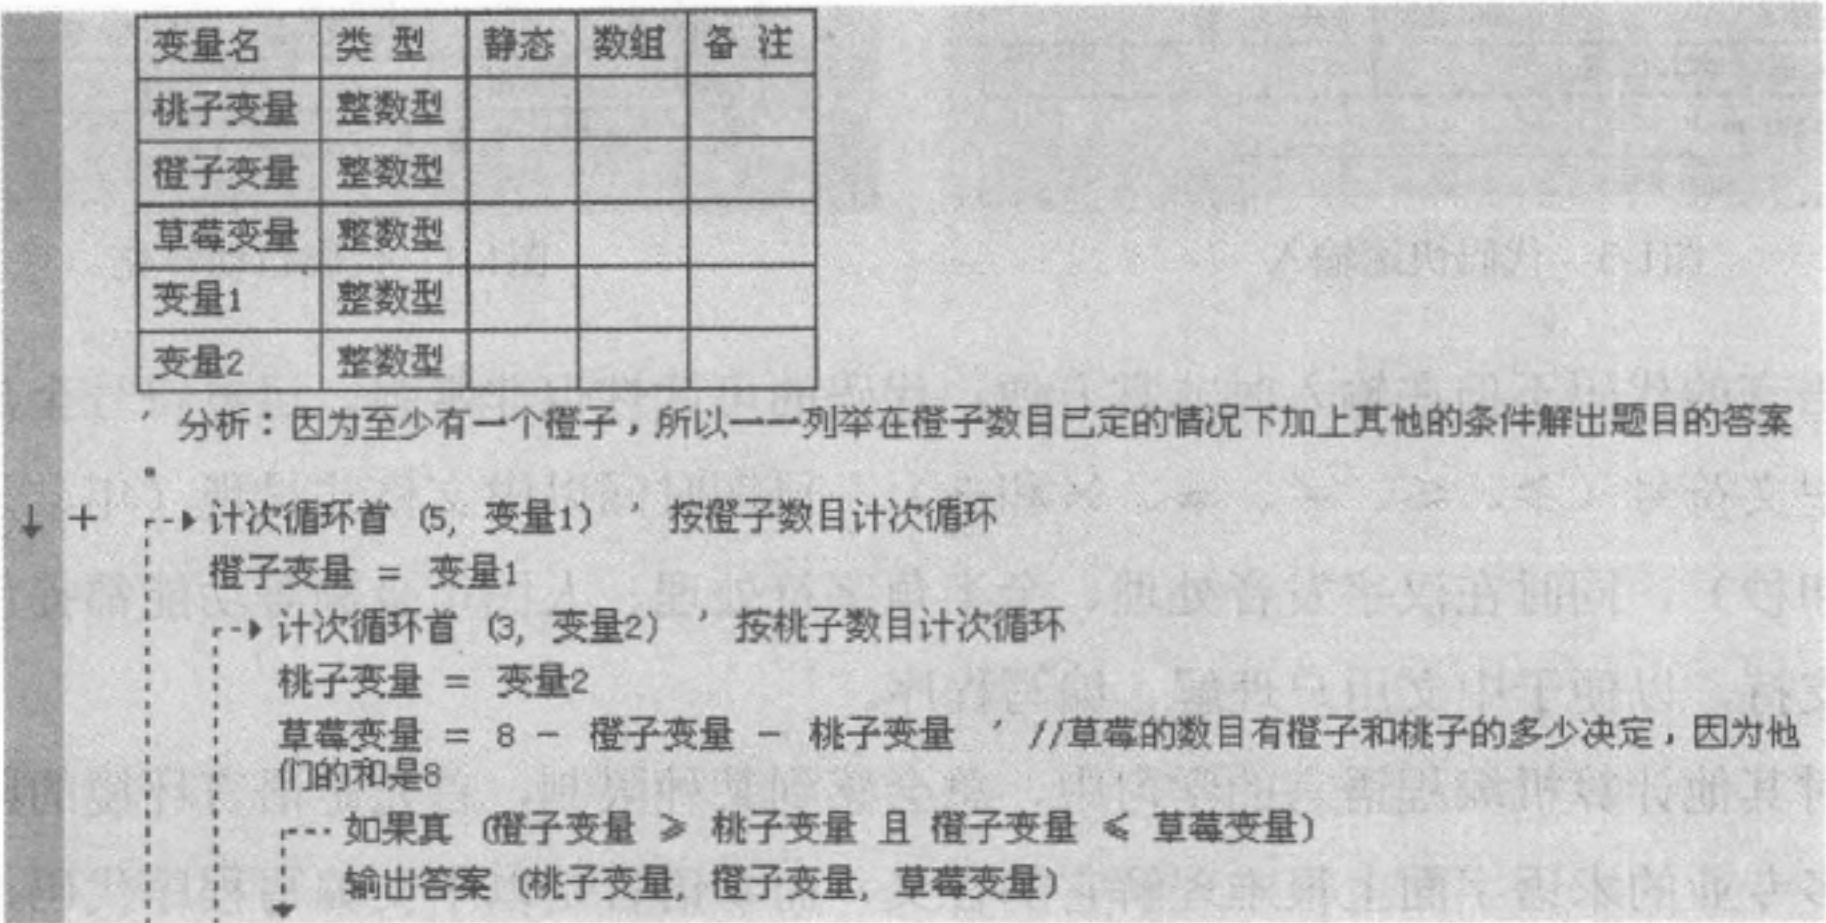 变量名 类 型 静态 数组 备 注
桃子变量 整数型
橙子变量 整数型
草莓变量 整数型
变量1 整数型
变量2 整数型
' 分析：因为至少有一个橙子，所以一一列举在橙子数目已定的情况下加上其他的条件解出题目的答案
计次循环首 (5, 变量1) ' 按橙子数目计次循环
橙子变量 = 变量1
计次循环首 (3, 变量2) ' 按桃子数目计次循环
桃子变量 = 变量2
草莓变量 = 8 - 橙子变量 - 桃子变量 ' //草莓的数目有橙子和桃子的多少决定，因为他
们的和是8
如果真 (橙子变量 ≥ 桃子变量 且 橙子变量 ≤ 草莓变量)
输出答案 (桃子变量, 橙子变量, 草莓变量)